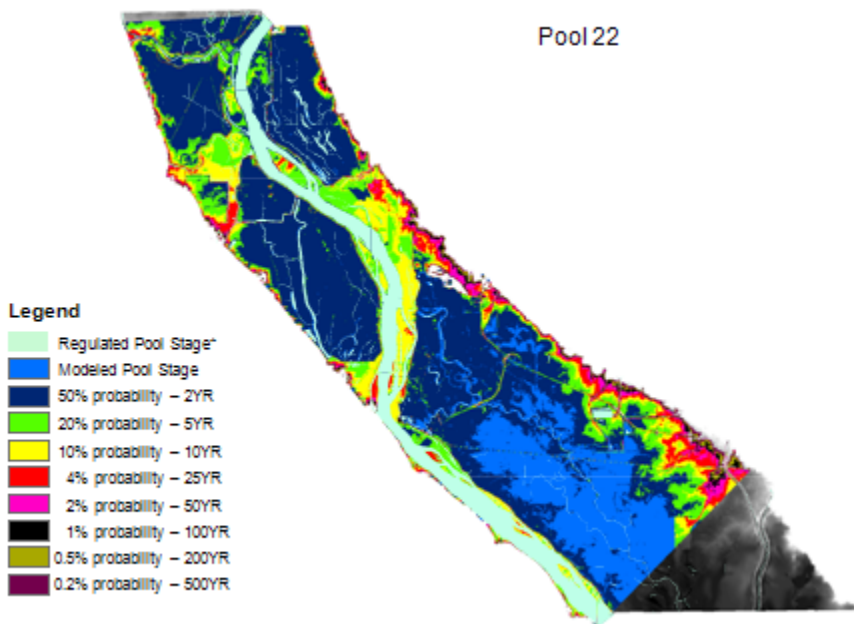 Pool 22
Legend
Regulated Pool Stage*
Modeled Pool Stage
50% probability – 2YR
20% probability – 5YR
10% probability – 10YR
4% probability – 25YR
2% probability – 50YR
1% probability – 100YR
0.5% probability – 200YR
0.2% probability – 500YR